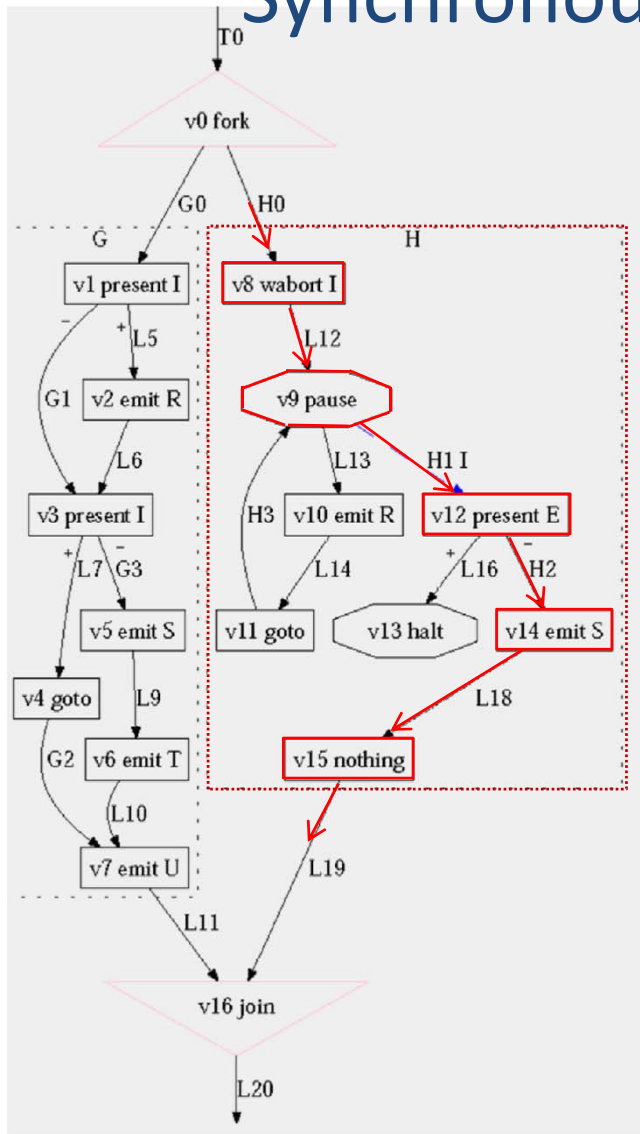 Synchronou
T0
v0 fork
G0
H0
G
H
v1 present I
v8 wabort I
-
+
L5
L12
G1
v2 emit R
v9 pause
L6
L13
H1 I
v3 present I
H3
v10 emit R
v12 present E
+
L7
-
G3
L14
+
L16
-
H2
v5 emit S
v11 goto
v13 halt
v14 emit S
v4 goto
L9
L18
G2
v6 emit T
v15 nothing
L10
v7 emit U
L19
L11
v16 join
L20